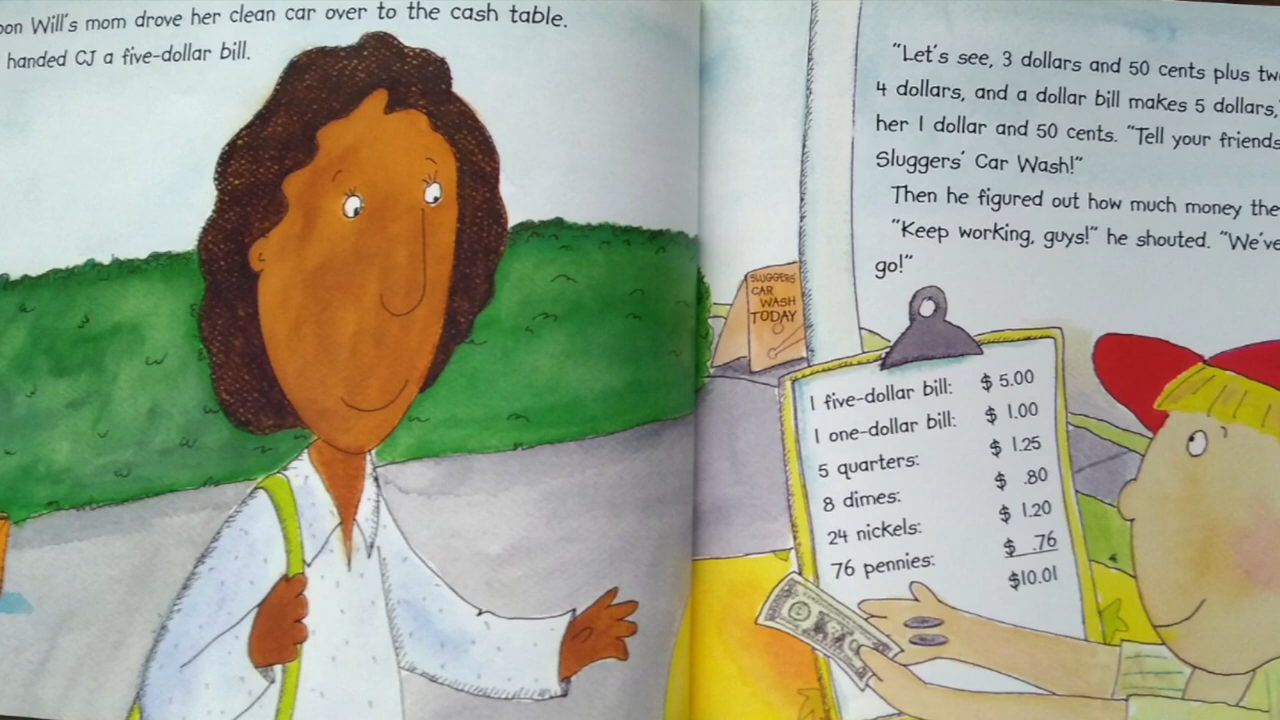 Will's mom drove her clean car over to the cash table.
handed CJ a five-dollar bill.
"Let's see, 3 dollars and 50 cents plus
4 dollars, and a dollar bill makes 5 dollars,
her 1 dollar and 50 cents. "Tell your friends
Sluggers' Car Wash!"
Then he figured out how much money
"Keep working, guys!" he shouted. "We've
go!"
SLUGGERS'
CAR
WASH
TODAY
1 five-dollar bill: $ 5.00
1 one-dollar bill: $ 1.00
5 quarters: $ 1.25
8 dimes: $ .80
24 nickels: $ 1.20
76 pennies: $ .76
$10.01